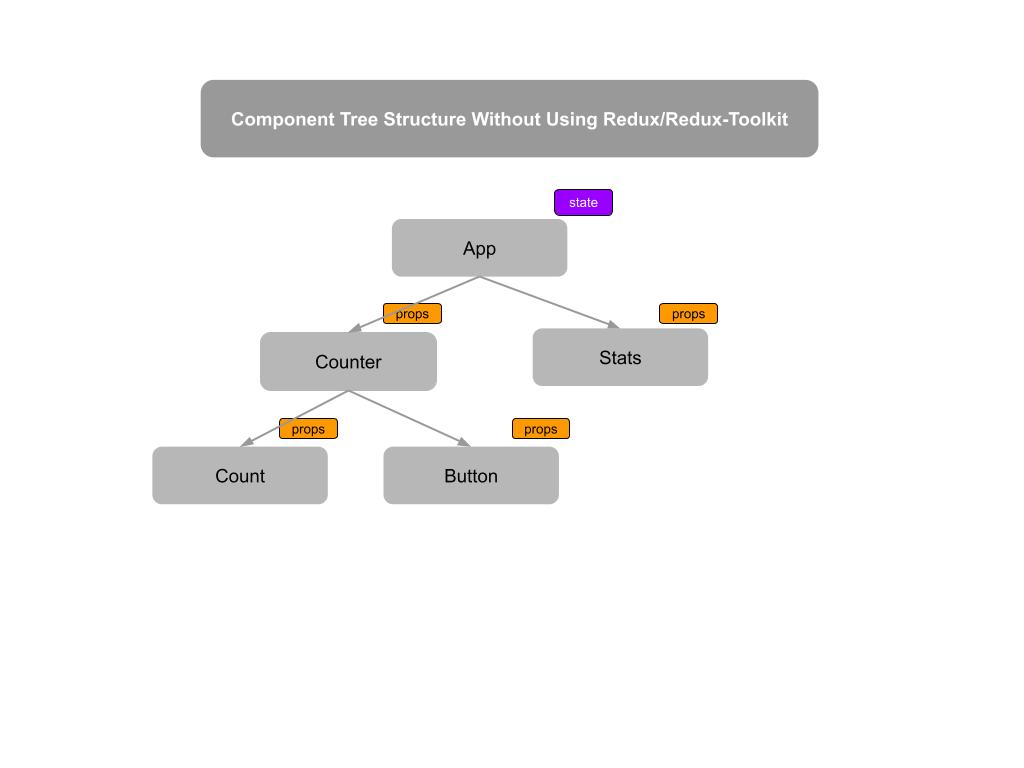 Component Tree Structure Without Using Redux/Redux-Toolkit
state
App
props
props
Counter
Stats
props
props
Count
Button